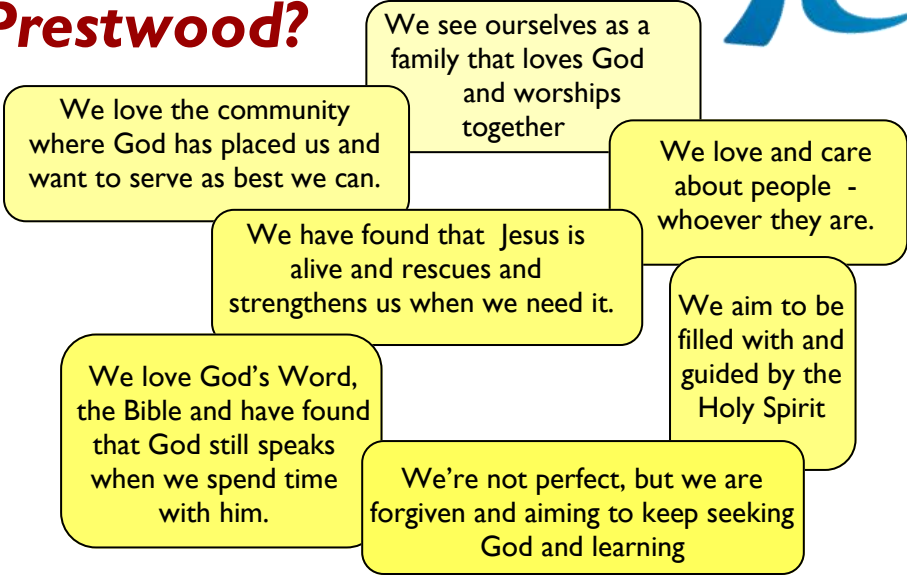 Prestwood?
We see ourselves as a
family that loves God
and worships
together
We love the community
where God has placed us and
want to serve as best we can.
We love and care
about people -
whoever they are.
We have found that Jesus is
alive and rescues and
strengthens us when we need it.
We aim to be
filled with and
guided by the
Holy Spirit
We love God’s Word,
the Bible and have found
that God still speaks
when we spend time
with him.
We’re not perfect, but we are
forgiven and aiming to keep seeking
God and learning